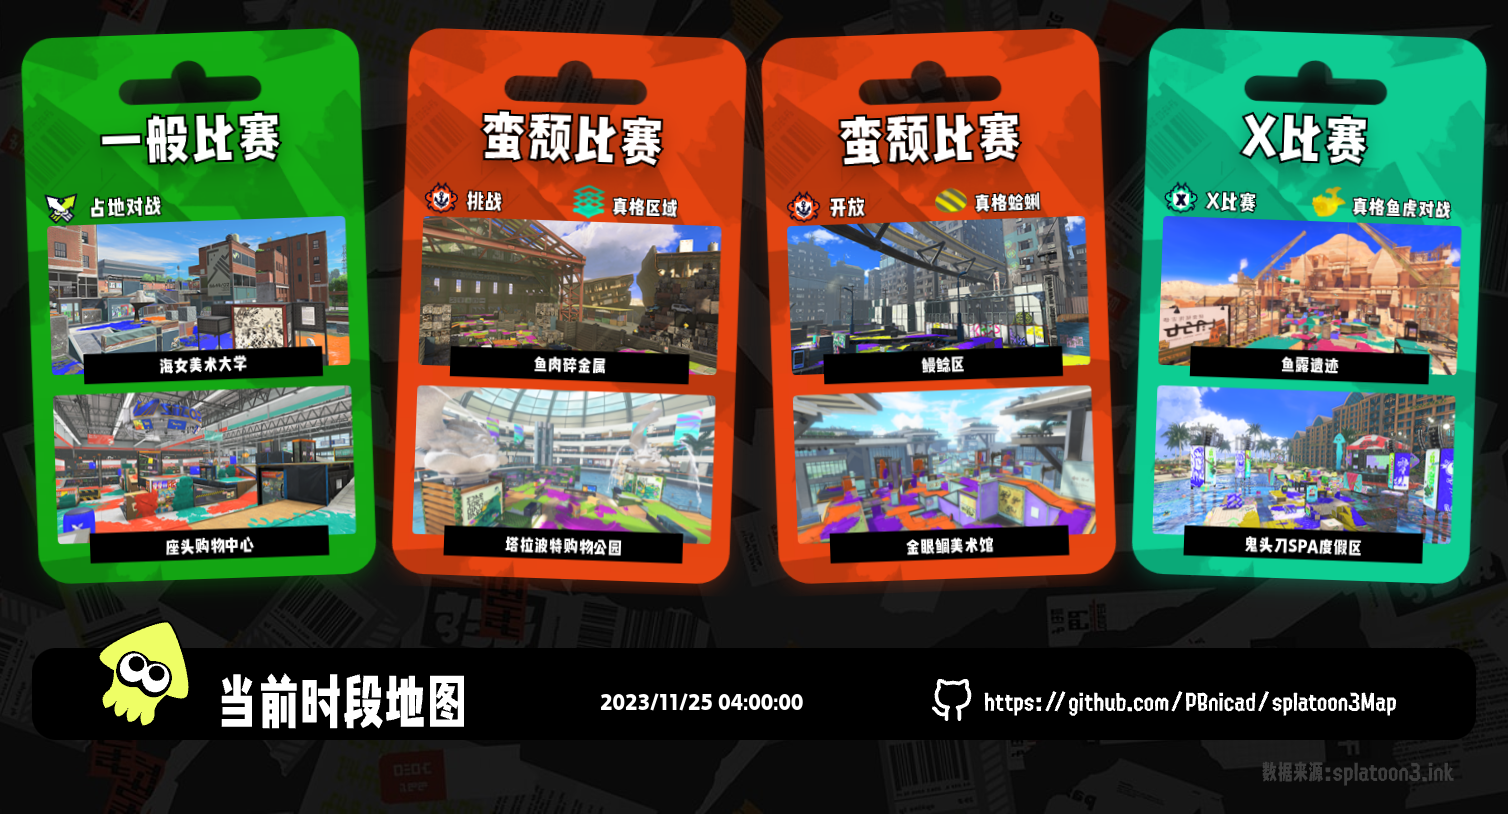 一般比赛
占地对战
海女美术大学
座头购物中心
蛮颓比赛
挑战
真格区域
鱼肉碎金属
塔拉波特购物公园
蛮颓比赛
开放
真格蛤蜊
鳗鲶区
金眼鲷美术馆
X比赛
X比赛
真格鱼虎对战
鱼露遗迹
鬼头刀SPA度假区
当前时段地图
2023/11/25 04:00:00
https://github.com/PBnicad/splatoon3Map
数据来源:splatoon3.ink